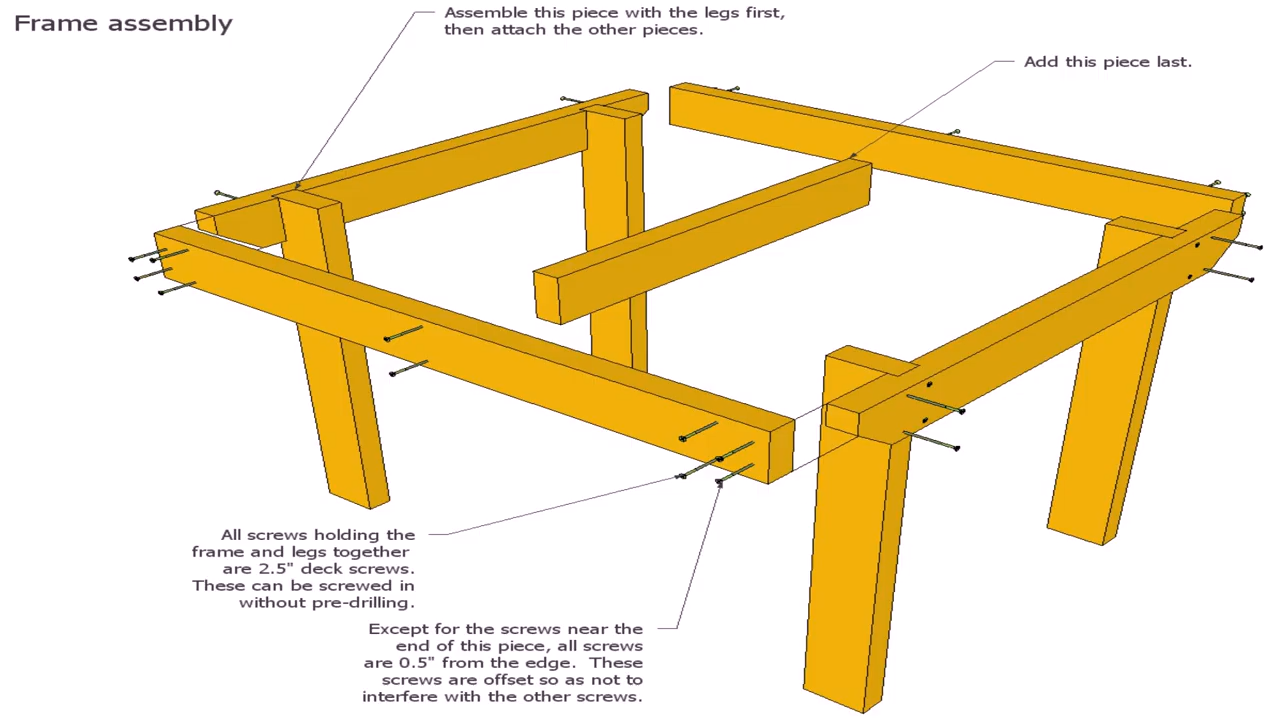 Frame assembly
Assemble this piece with the legs first,
then attach the other pieces.
Add this piece last.
All screws holding the
frame and legs together
are 2.5" deck screws.
These can be screwed in
without pre-drilling.
Except for the screws near the
end of this piece, all screws
are 0.5" from the edge.  These
screws are offset so as not to
interfere with the other screws.